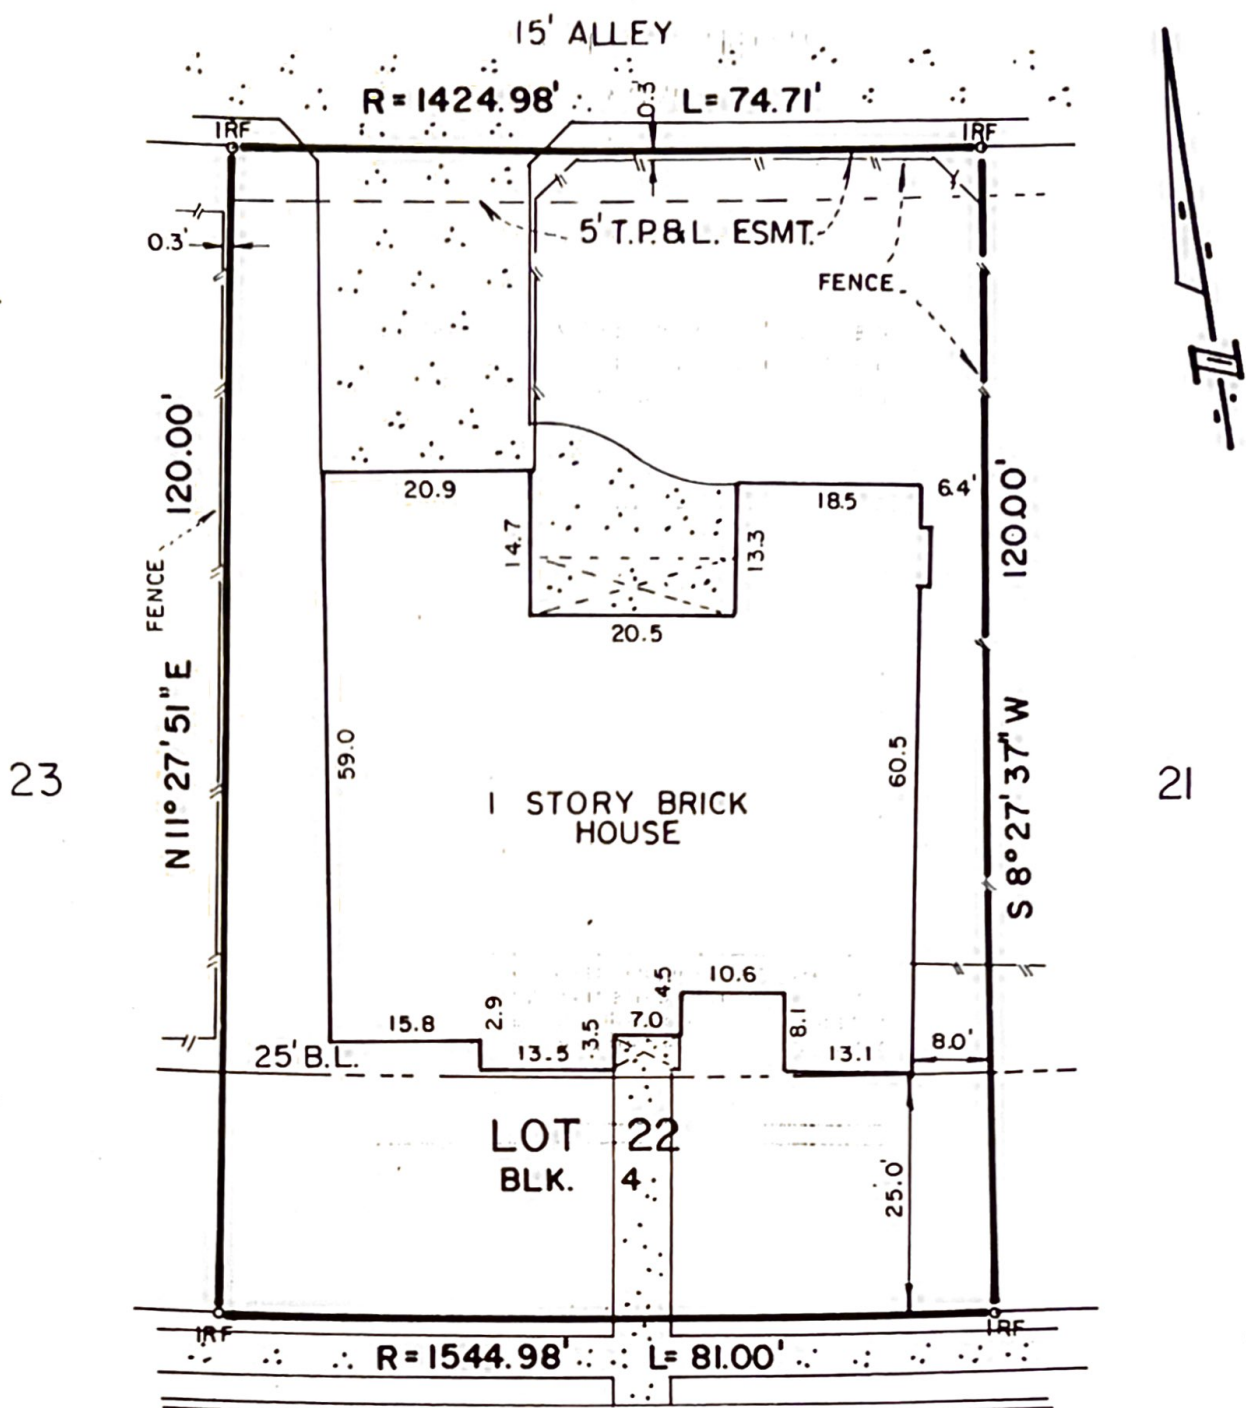 15' ALLEY
R = 1424.98'
0.3'
L = 74.71'
IRF
IRF
5' T.P. & L. ESMT.
0.3'
FENCE
120.00'
20.9
18.5
6.4'
120.00'
14.7
13.3
FENCE
20.5
N 11° 27' 51" E
59.0
60.5
S 8° 27' 37" W
23
21
1 STORY BRICK
HOUSE
10.6
4.5
15.8
2.9
3.5
7.0
8.1
13.5
13.1
8.0'
25' B.L.
LOT 22
BLK. 4
25.0'
IRF
IRF
R = 1544.98'
L = 81.00'